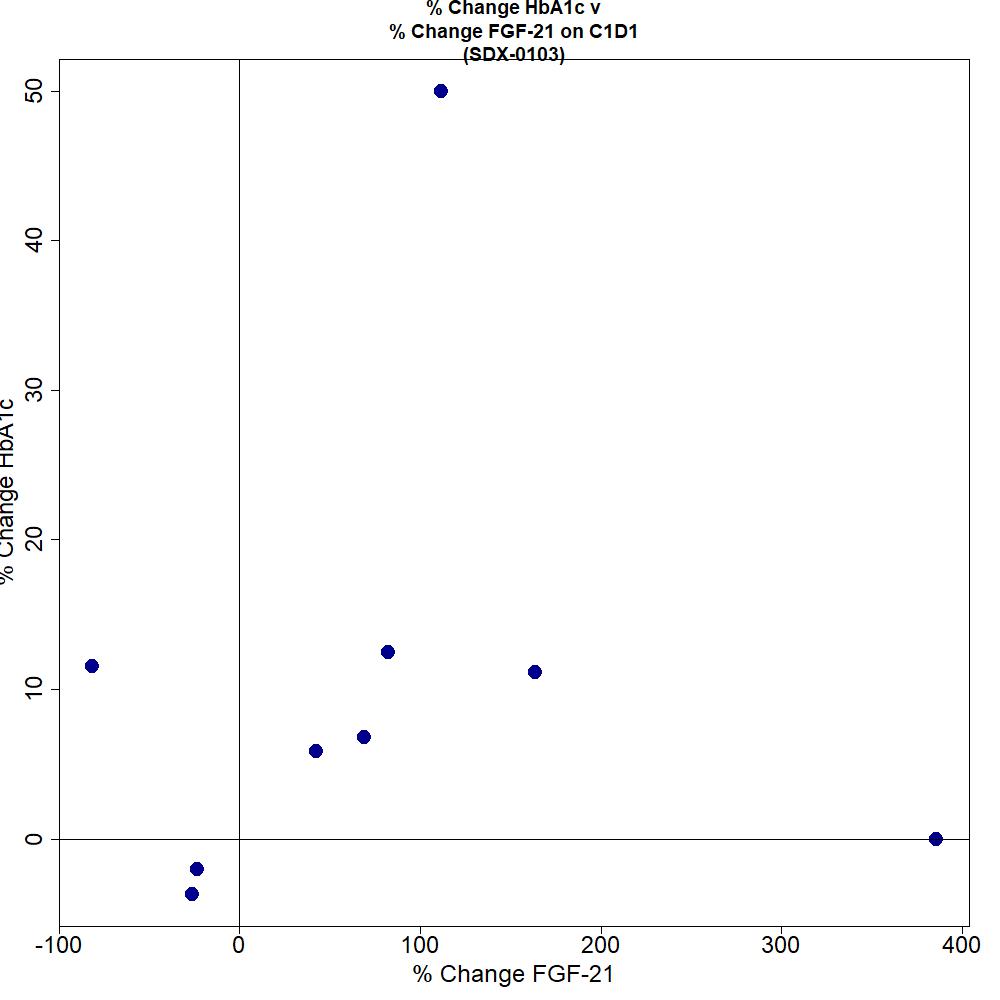 % Change HbA1c v
% Change FGF-21 on C1D1
(SDX-0103)
50
40
30
20
10
0
% Change HbA1c
-100 0 100 200 300 400
% Change FGF-21